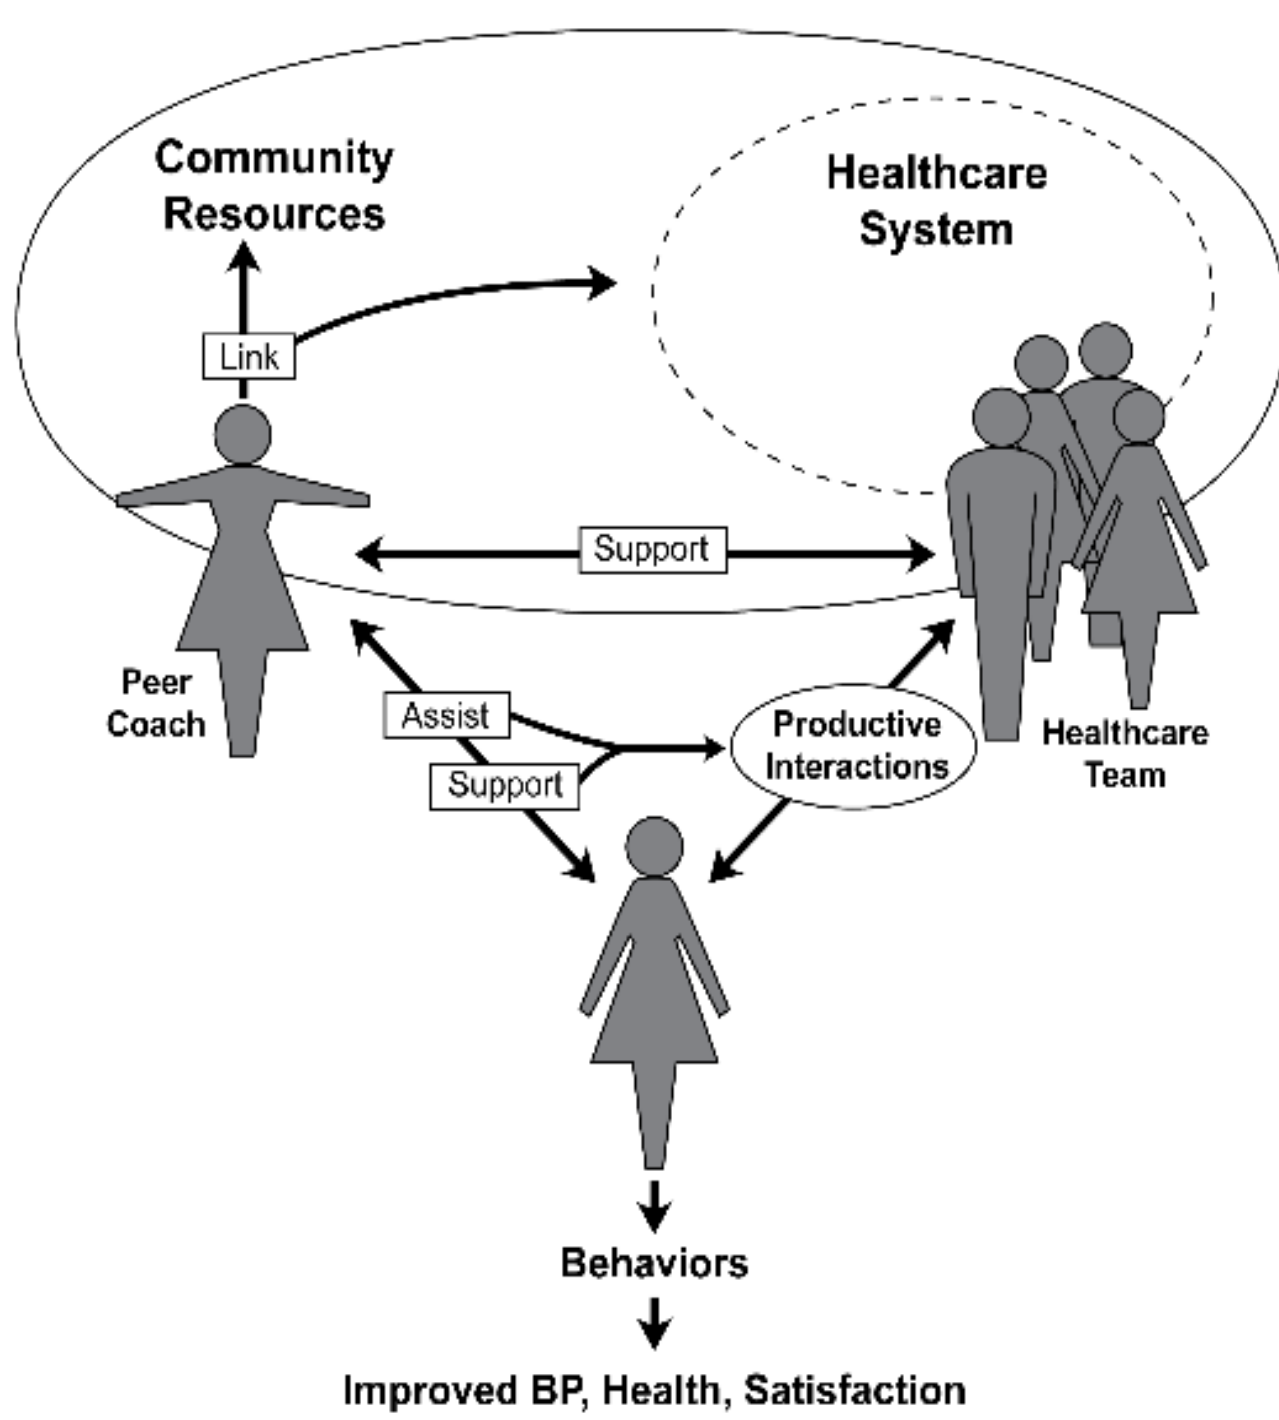 Community
Resources
Healthcare
System
Link
Support
Peer
Coach
Assist
Support
Productive
Interactions
Healthcare
Team
Behaviors
Improved BP, Health, Satisfaction